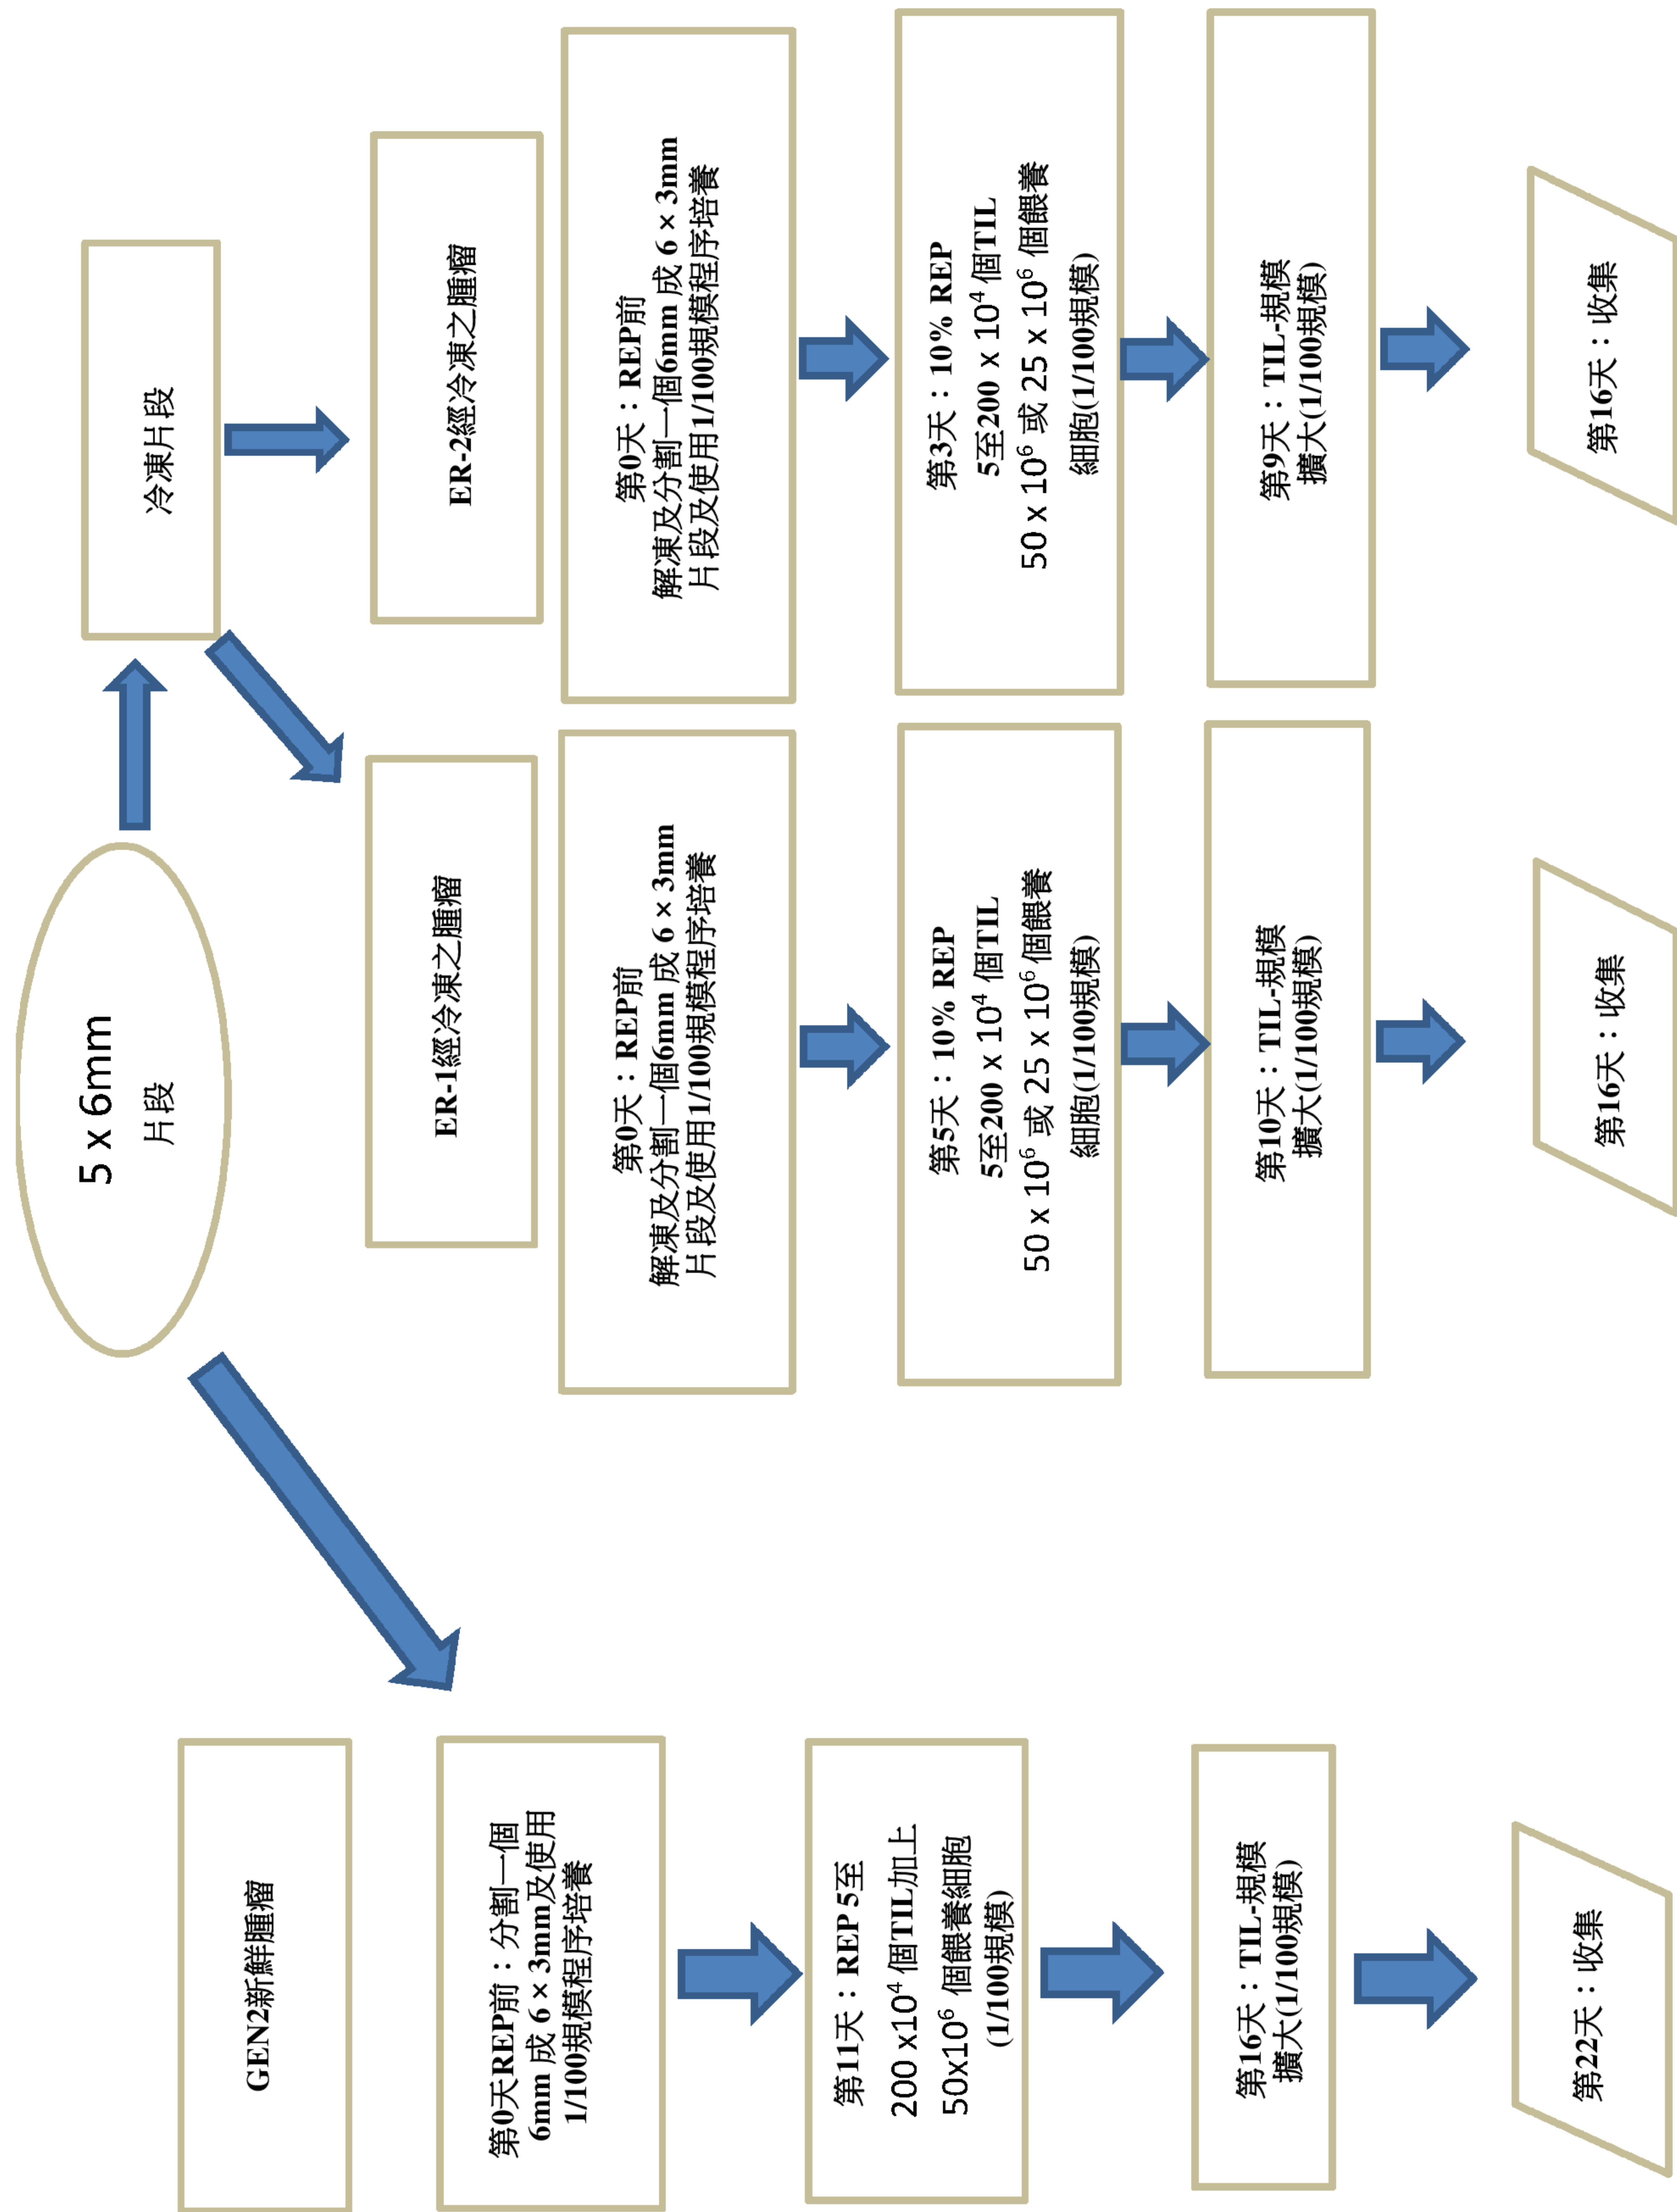 5 x 6mm
片段
冷凍片段
GEN2新鮮腫瘤
第0天REP前：分割一個
6mm 成 6 × 3mm及使用
1/100規模程序培養
第11天：REP 5至
200 x10⁴ 個TIL加上
50x10⁶ 個餵養細胞
(1/100規模)
第16天：TIL-規模
擴大(1/100規模)
第22天：收集
ER-1經冷凍之腫瘤
第0天：REP前
解凍及分割一個6mm 成 6 × 3mm
片段及使用1/100規模程序培養
第5天：10% REP
5至200 x 10⁴ 個TIL
50 x 10⁶ 或 25 x 10⁶ 個餵養
細胞(1/100規模)
第10天：TIL-規模
擴大(1/100規模)
第16天：收集
ER-2經冷凍之腫瘤
第0天：REP前
解凍及分割一個6mm 成 6 × 3mm
片段及使用1/100規模程序培養
第3天：10% REP
5至200 x 10⁴ 個TIL
50 x 10⁶ 或 25 x 10⁶ 個餵養
細胞(1/100規模)
第9天：TIL-規模
擴大(1/100規模)
第16天：收集